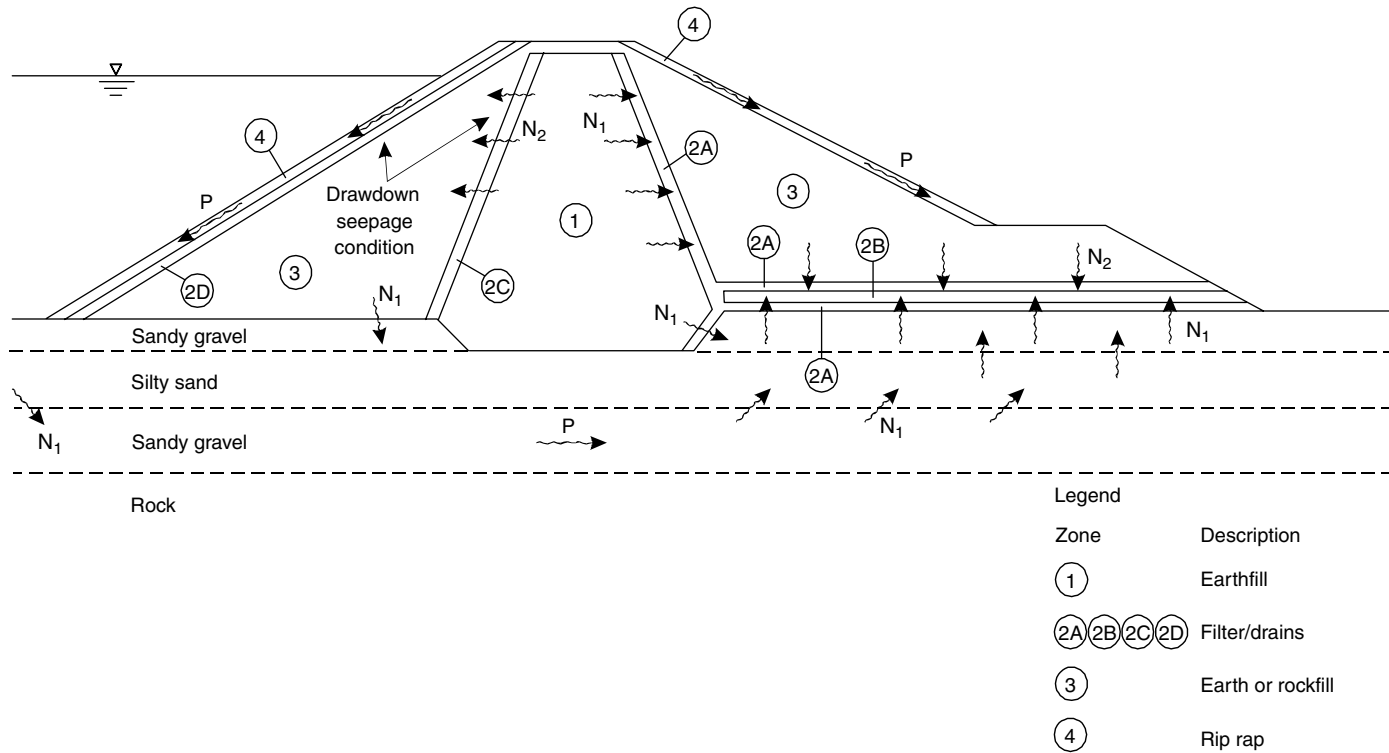 4
4
P
N2
N1
2A
P
Drawdown
seepage
condition
3
1
3
P
2A
2B
N2
2D
2C
N1
N1
N1
Sandy gravel
2A
Silty sand
N1
Sandy gravel
P
N1
Rock
Legend
Zone Description
1 Earthfill
2A 2B 2C 2D Filter/drains
3 Earth or rockfill
4 Rip rap